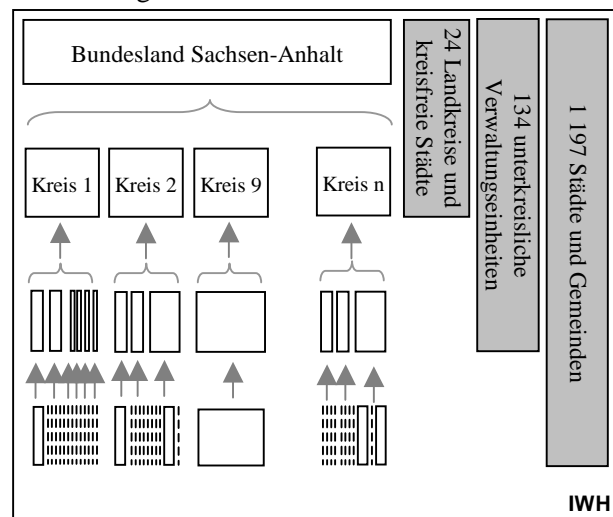 Bundesland Sachsen-Anhalt
Kreis 1
Kreis 2
Kreis 9
Kreis n
24 Landkreise und
kreisfreie Städte
134 unterkreisliche
Verwaltungseinheiten
1 197 Städte und Gemeinden
IWH